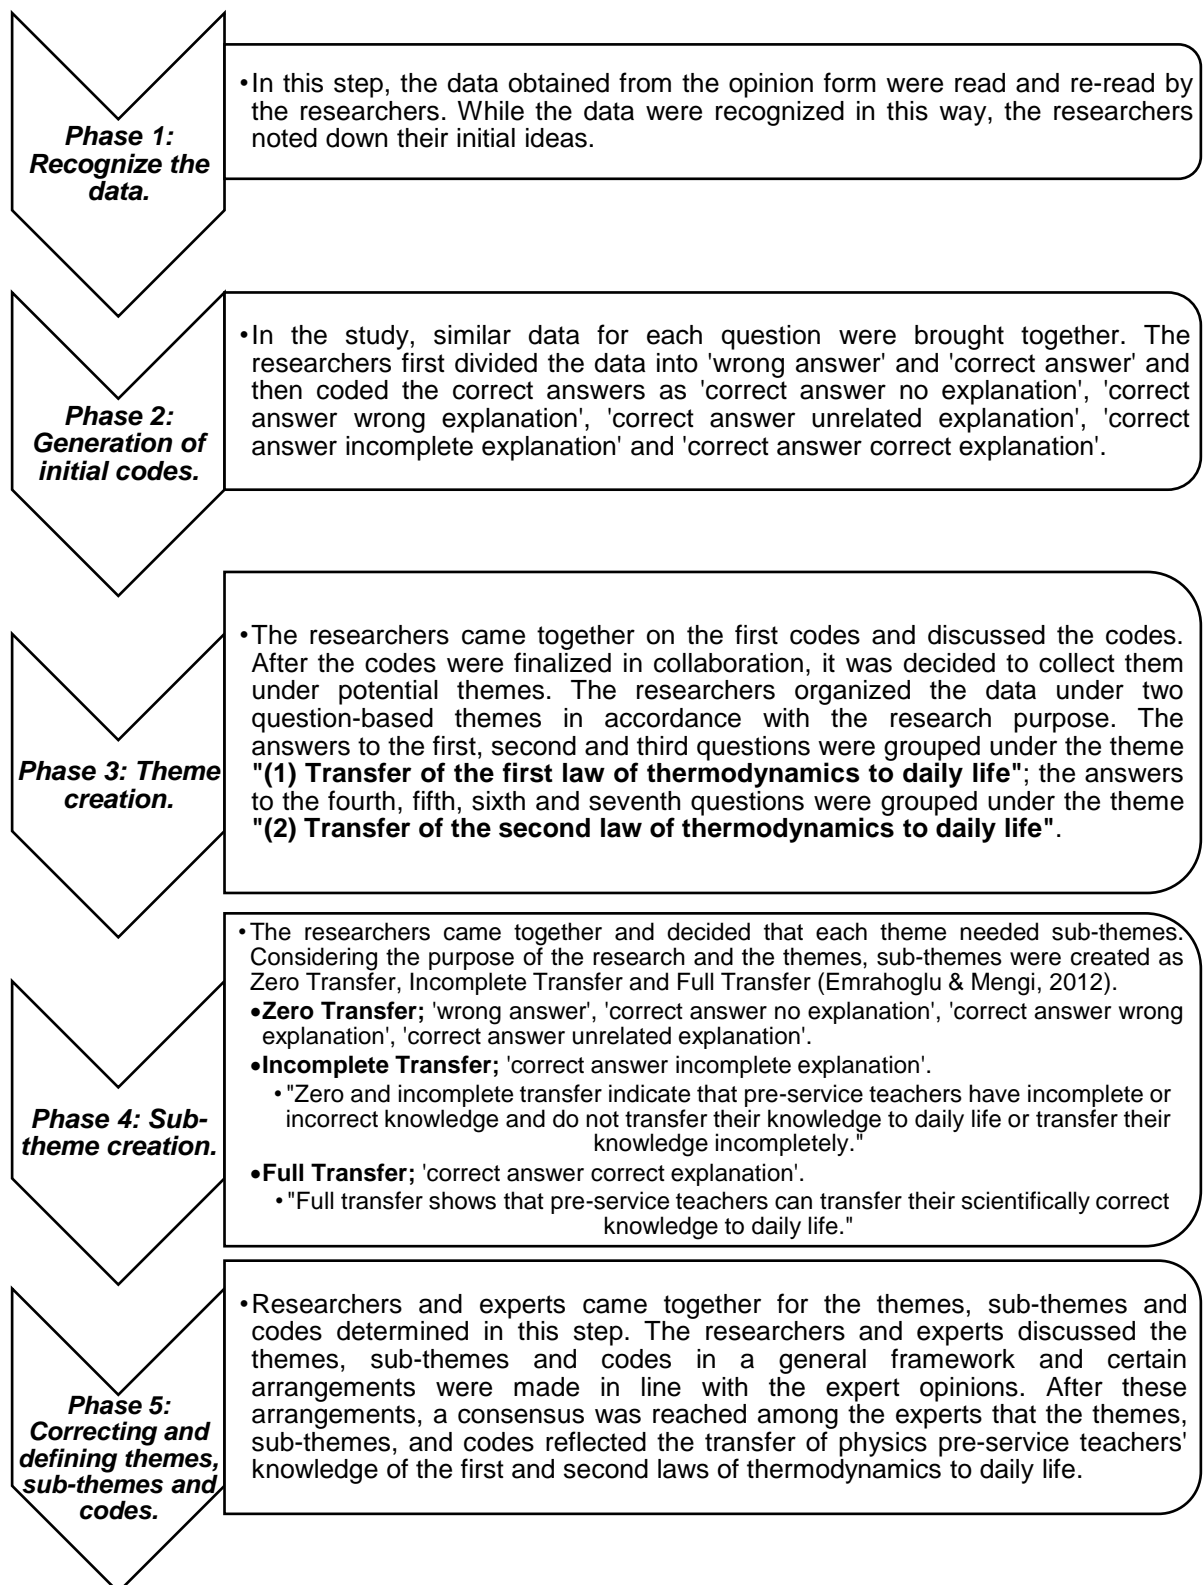 Phase 1:
Recognize the
data.
•In this step, the data obtained from the opinion form were read and re-read by
the researchers. While the data were recognized in this way, the researchers
noted down their initial ideas.
Phase 2:
Generation of
initial codes.
•In the study, similar data for each question were brought together. The
researchers first divided the data into 'wrong answer' and 'correct answer' and
then coded the correct answers as 'correct answer no explanation', 'correct
answer wrong explanation', 'correct answer unrelated explanation', 'correct
answer incomplete explanation' and 'correct answer correct explanation'.
Phase 3: Theme
creation.
•The researchers came together on the first codes and discussed the codes.
After the codes were finalized in collaboration, it was decided to collect them
under potential themes. The researchers organized the data under two
question-based themes in accordance with the research purpose. The
answers to the first, second and third questions were grouped under the theme
"(1) Transfer of the first law of thermodynamics to daily life"; the answers
to the fourth, fifth, sixth and seventh questions were grouped under the theme
"(2) Transfer of the second law of thermodynamics to daily life".
Phase 4: Sub-
theme creation.
•The researchers came together and decided that each theme needed sub-themes.
Considering the purpose of the research and the themes, sub-themes were created as
Zero Transfer, Incomplete Transfer and Full Transfer (Emrahoglu & Mengi, 2012).
•Zero Transfer; 'wrong answer', 'correct answer no explanation', 'correct answer wrong
explanation', 'correct answer unrelated explanation'.
•Incomplete Transfer; 'correct answer incomplete explanation'.
•"Zero and incomplete transfer indicate that pre-service teachers have incomplete or
incorrect knowledge and do not transfer their knowledge to daily life or transfer their
knowledge incompletely."
•Full Transfer; 'correct answer correct explanation'.
•"Full transfer shows that pre-service teachers can transfer their scientifically correct
knowledge to daily life."
Phase 5:
Correcting and
defining themes,
sub-themes and
codes.
•Researchers and experts came together for the themes, sub-themes and
codes determined in this step. The researchers and experts discussed the
themes, sub-themes and codes in a general framework and certain
arrangements were made in line with the expert opinions. After these
arrangements, a consensus was reached among the experts that the themes,
sub-themes, and codes reflected the transfer of physics pre-service teachers'
knowledge of the first and second laws of thermodynamics to daily life.